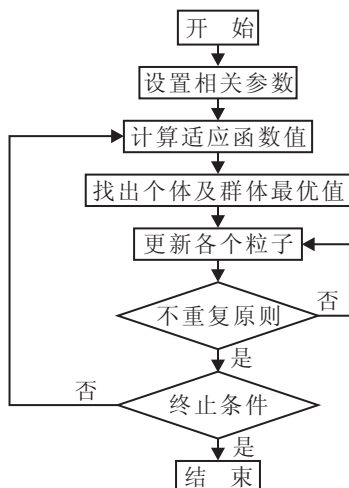 开 始
设置相关参数
计算适应函数值
找出个体及群体最优值
更新各个粒子
不重复原则
否
是
否
终止条件
是
结 束